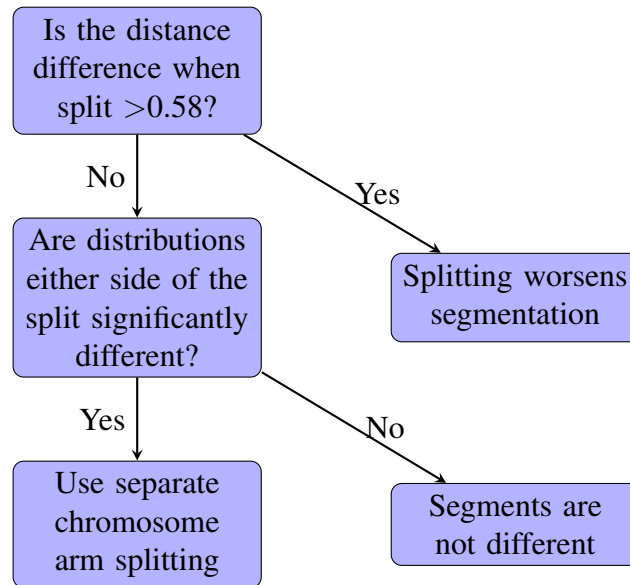 Is the distance
difference when
split >0.58?
No
Yes
Are distributions
either side of the
split significantly
different?
Splitting worsens
segmentation
Yes
No
Use separate
chromosome
arm splitting
Segments are
not different